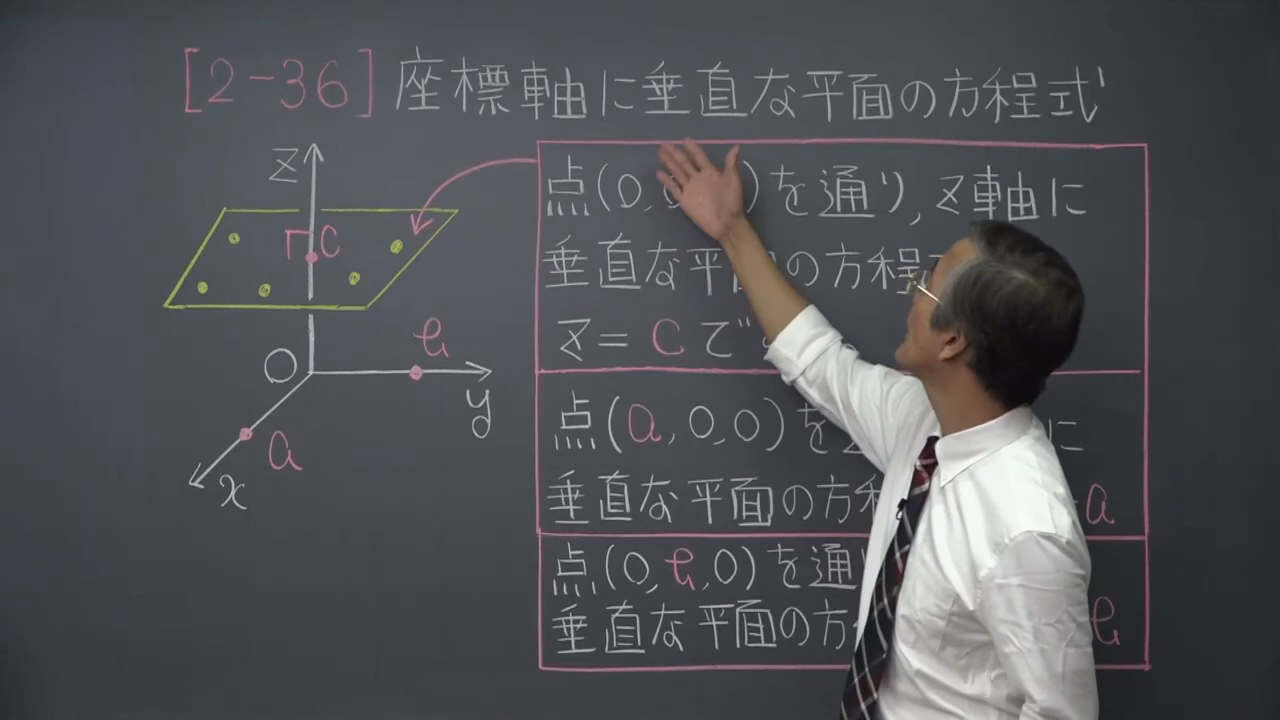 [2-36] 座標軸に垂直な平面の方程式
z
C
O
b
y
a
x
点(0, を通り, z軸に
垂直な平面の方程
z = C で
点(a, 0, 0) を に
垂直な平面の方程 a
点(0, b, 0) を通
垂直な平面の方 b